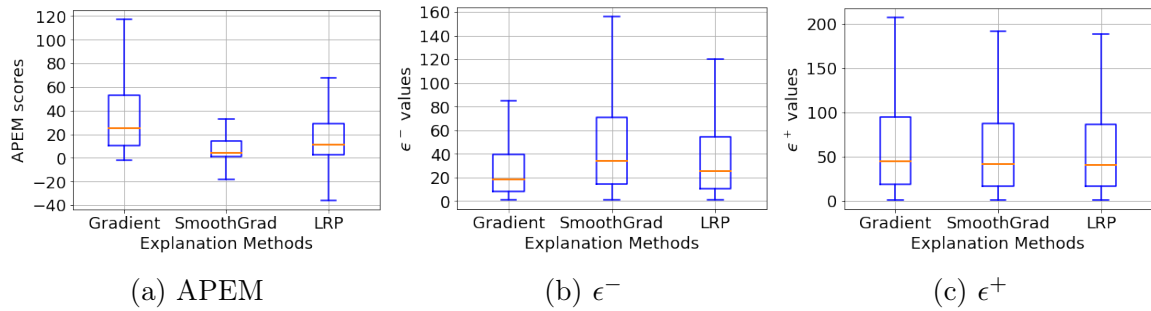 120
100
80
60
40
20
0
−20
−40
APEM scores
Gradient SmoothGrad LRP
Explanation Methods
(a) APEM
160
140
120
100
80
60
40
20
0
ϵ⁻ values
Gradient SmoothGrad LRP
Explanation Methods
(b) ϵ⁻
200
150
100
50
0
ϵ⁺ values
Gradient SmoothGrad LRP
Explanation Methods
(c) ϵ⁺